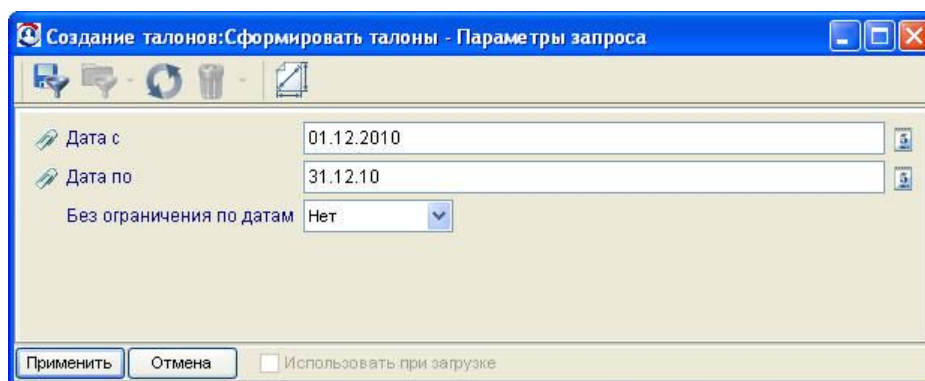 Создание талонов:Сформировать талоны - Параметры запроса
Дата с 01.12.2010
Дата по 31.12.10
Без ограничения по датам Нет
Применить Отмена Использовать при загрузке